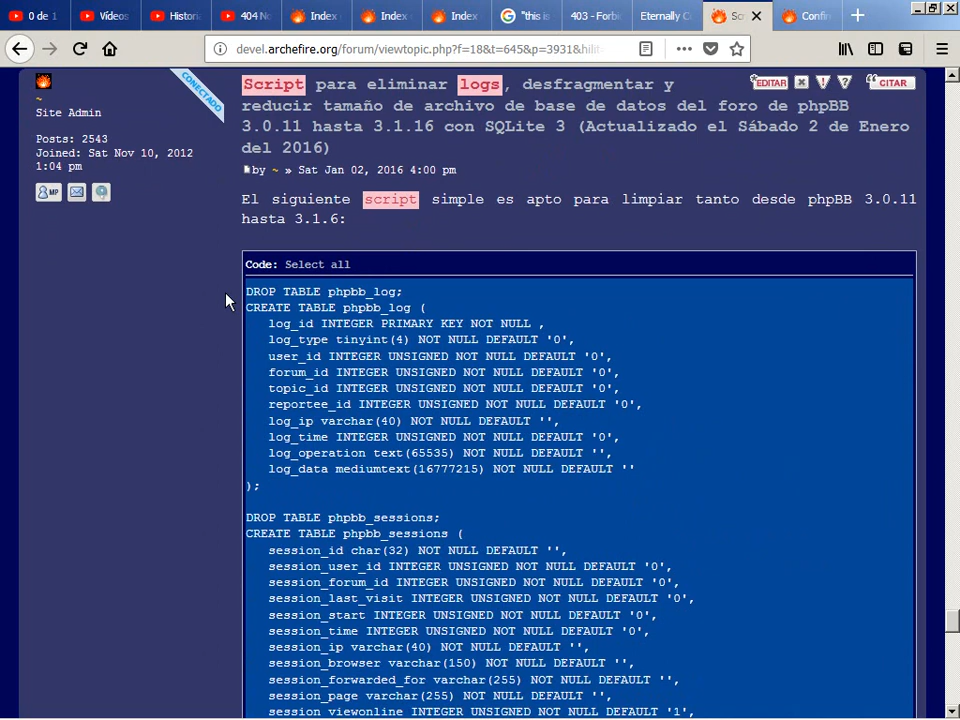 0 de 1
Vídeos
Histori
404 N
Index
Index
Index
"this is
403 - Forbi
Eternally C
Sc
Confir
devel.archefire.org/forum/viewtopic.php?f=18&t=645&p=3931&hilit
CONECTADO
~
Site Admin
Posts: 2543
Joined: Sat Nov 10, 2012
1:04 pm
MP
Script para eliminar logs, desfragmentar y
reducir tamaño de archivo de base de datos del foro de phpBB
3.0.11 hasta 3.1.16 con SQLite 3 (Actualizado el Sábado 2 de Enero
del 2016)
EDITAR
CITAR
by ~ » Sat Jan 02, 2016 4:00 pm
El siguiente script simple es apto para limpiar tanto desde phpBB 3.0.11
hasta 3.1.6:
Code: Select all
DROP TABLE phpbb_log;
CREATE TABLE phpbb_log (
log_id INTEGER PRIMARY KEY NOT NULL ,
log_type tinyint(4) NOT NULL DEFAULT '0',
user_id INTEGER UNSIGNED NOT NULL DEFAULT '0',
forum_id INTEGER UNSIGNED NOT NULL DEFAULT '0',
topic_id INTEGER UNSIGNED NOT NULL DEFAULT '0',
reportee_id INTEGER UNSIGNED NOT NULL DEFAULT '0',
log_ip varchar(40) NOT NULL DEFAULT '',
log_time INTEGER UNSIGNED NOT NULL DEFAULT '0',
log_operation text(65535) NOT NULL DEFAULT '',
log_data mediumtext(16777215) NOT NULL DEFAULT ''
);
DROP TABLE phpbb_sessions;
CREATE TABLE phpbb_sessions (
session_id char(32) NOT NULL DEFAULT '',
session_user_id INTEGER UNSIGNED NOT NULL DEFAULT '0',
session_forum_id INTEGER UNSIGNED NOT NULL DEFAULT '0',
session_last_visit INTEGER UNSIGNED NOT NULL DEFAULT '0',
session_start INTEGER UNSIGNED NOT NULL DEFAULT '0',
session_time INTEGER UNSIGNED NOT NULL DEFAULT '0',
session_ip varchar(40) NOT NULL DEFAULT '',
session_browser varchar(150) NOT NULL DEFAULT '',
session_forwarded_for varchar(255) NOT NULL DEFAULT '',
session_page varchar(255) NOT NULL DEFAULT '',
session_viewonline INTEGER UNSIGNED NOT NULL DEFAULT '1',